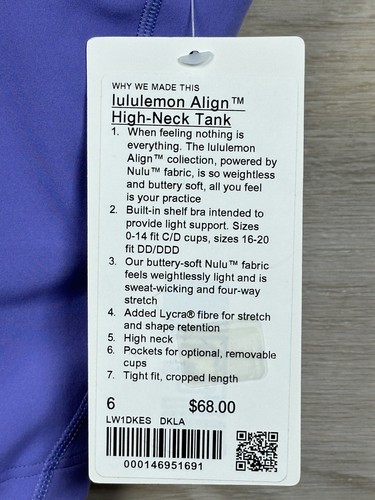 WHY WE MADE THIS
lululemon Align™
High-Neck Tank
1. When feeling nothing is
everything. The lululemon
Align™ collection, powered by
Nulu™ fabric, is so weightless
and buttery soft, all you feel
is your practice
2. Built-in shelf bra intended to
provide light support. Sizes
0-14 fit C/D cups, sizes 16-20
fit DD/DDD
3. Our buttery-soft Nulu™ fabric
feels weightlessly light and is
sweat-wicking and four-way
stretch
4. Added Lycra® fibre for stretch
and shape retention
5. High neck
6. Pockets for optional, removable
cups
7. Tight fit, cropped length
6 $68.00
LW1DKES DKLA
000146951691